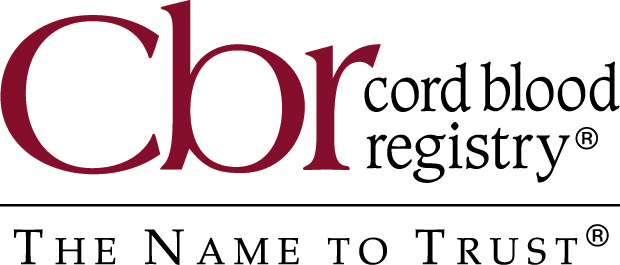 Cbr cord blood
registry®
THE NAME TO TRUST®